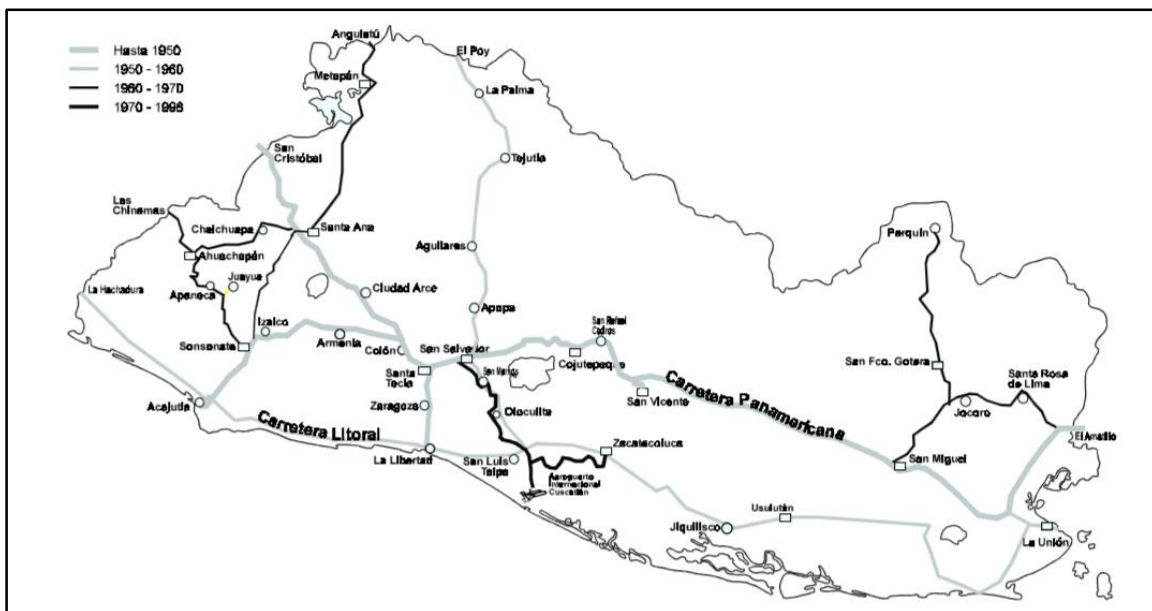 Hasta 1950
1950 - 1960
1960 - 1970
1970 - 1998
Anguiatú
El Poy
Metapán
La Palma
San
Cristóbal
Tejutla
Las
Chinamas
Chalchuapa
Santa Ana
Perquín
Ahuachapán
Aguilares
Juayua
La Hachadura
Apaneca
Ciudad Arce
Izalco
Apopa
San Rafael
Cedros
Armenia
Sonsonate
Colón
San Salvador
Cojutepeque
San Fco. Gotera
Santa Rosa
de Lima
San Marcos
Santa
Tecla
Carretera Panamericana
San Vicente
Acajutla
Zaragoza
Jocoro
Carretera Litoral
Olocuilta
El Amatillo
Zacatecoluca
La Libertad
San Luis
Talpa
San Miguel
Aeropuerto
Internacional
Cuscatlán
Usulután
Jiquilisco
La Unión